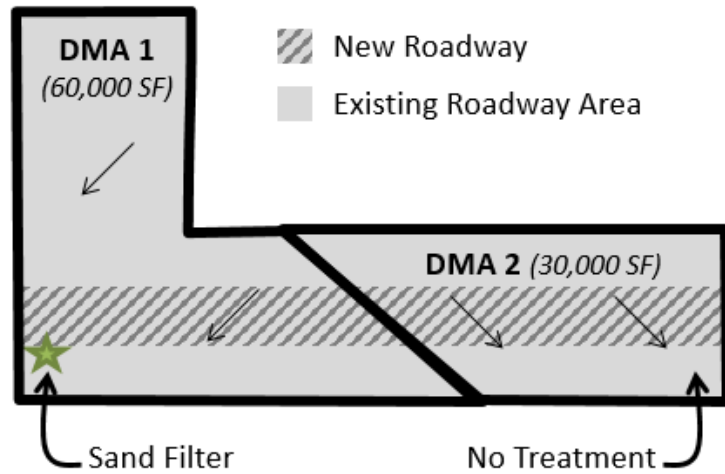 DMA 1
(60,000 SF)
New Roadway
Existing Roadway Area
DMA 2 (30,000 SF)
Sand Filter
No Treatment